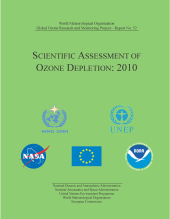 World Meteorological Organization
Global Ozone Research and Monitoring Project - Report No. 52
SCIENTIFIC ASSESSMENT OF
OZONE DEPLETION: 2010
UNEP
NASA
NOAA
National Oceanic and Atmospheric Administration
National Aeronautics and Space Administration
United Nations Environment Programme
World Meteorological Organization
European Commission